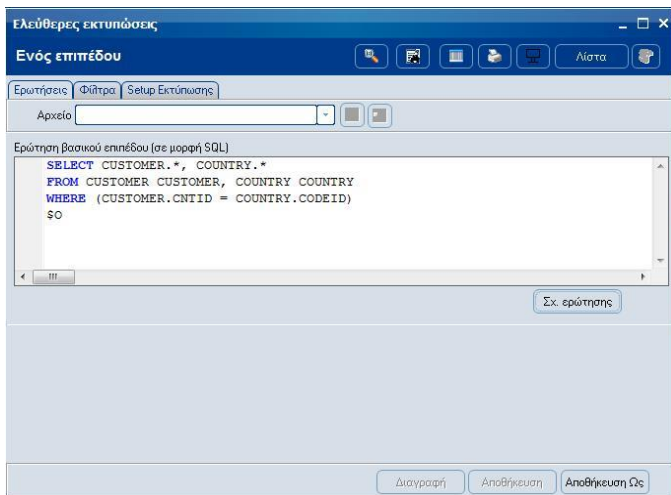 Ελεύθερες εκτυπώσεις
Ενός επιπέδου
Λίστα
Ερωτήσεις Φίλτρα Setup Εκτύπωσης
Αρχείο
Ερώτηση βασικού επιπέδου (σε μορφή SQL)
SELECT CUSTOMER.*, COUNTRY.*
FROM CUSTOMER CUSTOMER, COUNTRY COUNTRY
WHERE (CUSTOMER.CNTID = COUNTRY.CODEID)
$O
Σχ. ερώτησης
Διαγραφή Αποθήκευση Αποθήκευση Ως